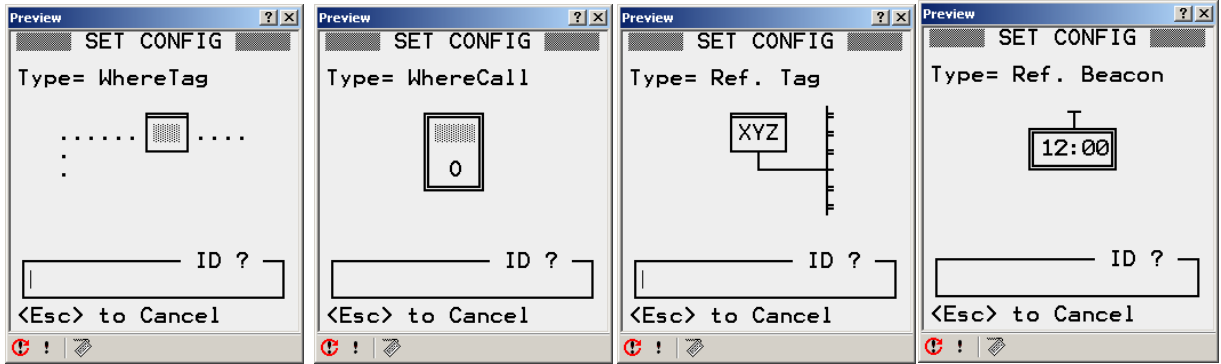 Preview
SET CONFIG
Type= WhereTag
ID ?
<Esc> to Cancel
Preview
SET CONFIG
Type= WhereCall
0
ID ?
<Esc> to Cancel
Preview
SET CONFIG
Type= Ref. Tag
XYZ
ID ?
<Esc> to Cancel
Preview
SET CONFIG
Type= Ref. Beacon
12:00
ID ?
<Esc> to Cancel